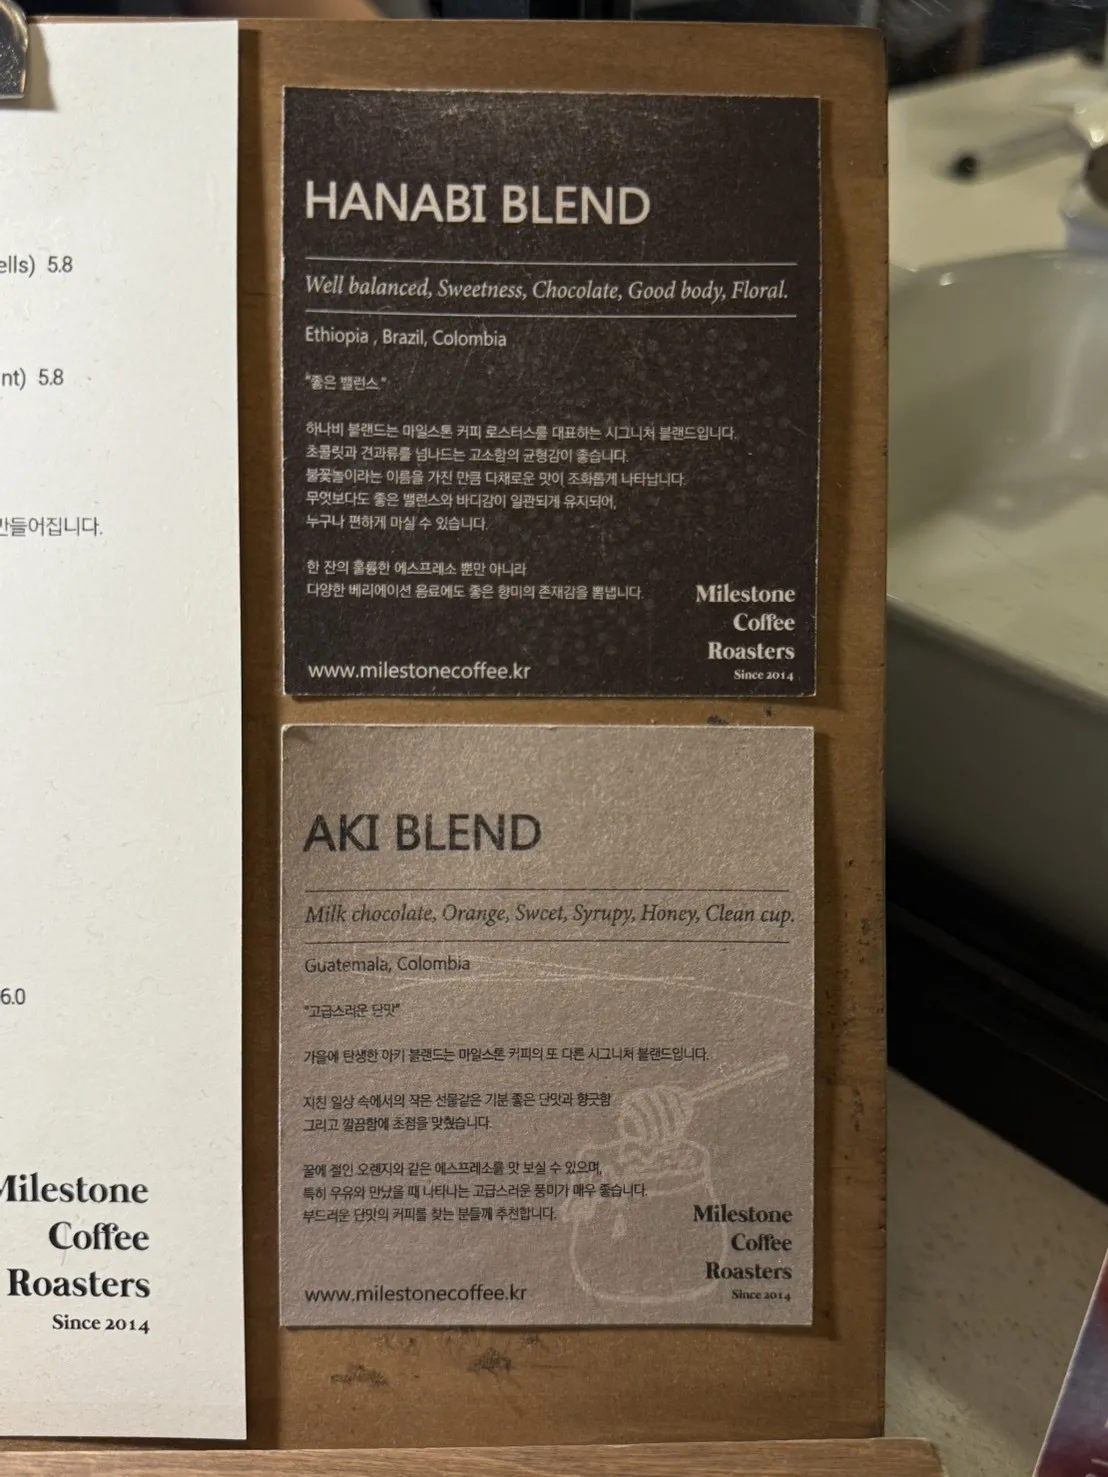 ells) 5.8
nt) 5.8
만들어집니다.
6.0
Milestone
Coffee
Roasters
Since 2014
HANABI BLEND
Well balanced, Sweetness, Chocolate, Good body, Floral.
Ethiopia , Brazil, Colombia
"좋은 밸런스"
하나비 블랜드는 마일스톤 커피 로스터스를 대표하는 시그니처 블랜드입니다.
초콜릿과 견과류를 넘나드는 고소함의 균형감이 좋습니다.
불꽃놀이라는 이름을 가진 만큼 다채로운 맛이 조화롭게 나타납니다.
무엇보다도 좋은 밸런스와 바디감이 일관되게 유지되어,
누구나 편하게 마실 수 있습니다.
한 잔의 훌륭한 에스프레소 뿐만 아니라
다양한 베리에이션 음료에도 좋은 향미의 존재감을 뽐냅니다.
Milestone
Coffee
Roasters
Since 2014
www.milestonecoffee.kr
AKI BLEND
Milk chocolate, Orange, Sweet, Syrupy, Honey, Clean cup.
Guatemala, Colombia
"고급스러운 단맛"
가을에 탄생한 아키 블랜드는 마일스톤 커피의 또 다른 시그니처 블랜드입니다.
지친 일상 속에서의 작은 선물같은 기분 좋은 단맛과 향긋함
그리고 깔끔함에 초점을 맞췄습니다.
꿀에 절인 오렌지와 같은 에스프레소를 맛 보실 수 있으며,
특히 우유와 만났을 때 나타나는 고급스러운 풍미가 매우 좋습니다.
부드러운 단맛의 커피를 찾는 분들께 추천합니다.
Milestone
Coffee
Roasters
Since 2014
www.milestonecoffee.kr